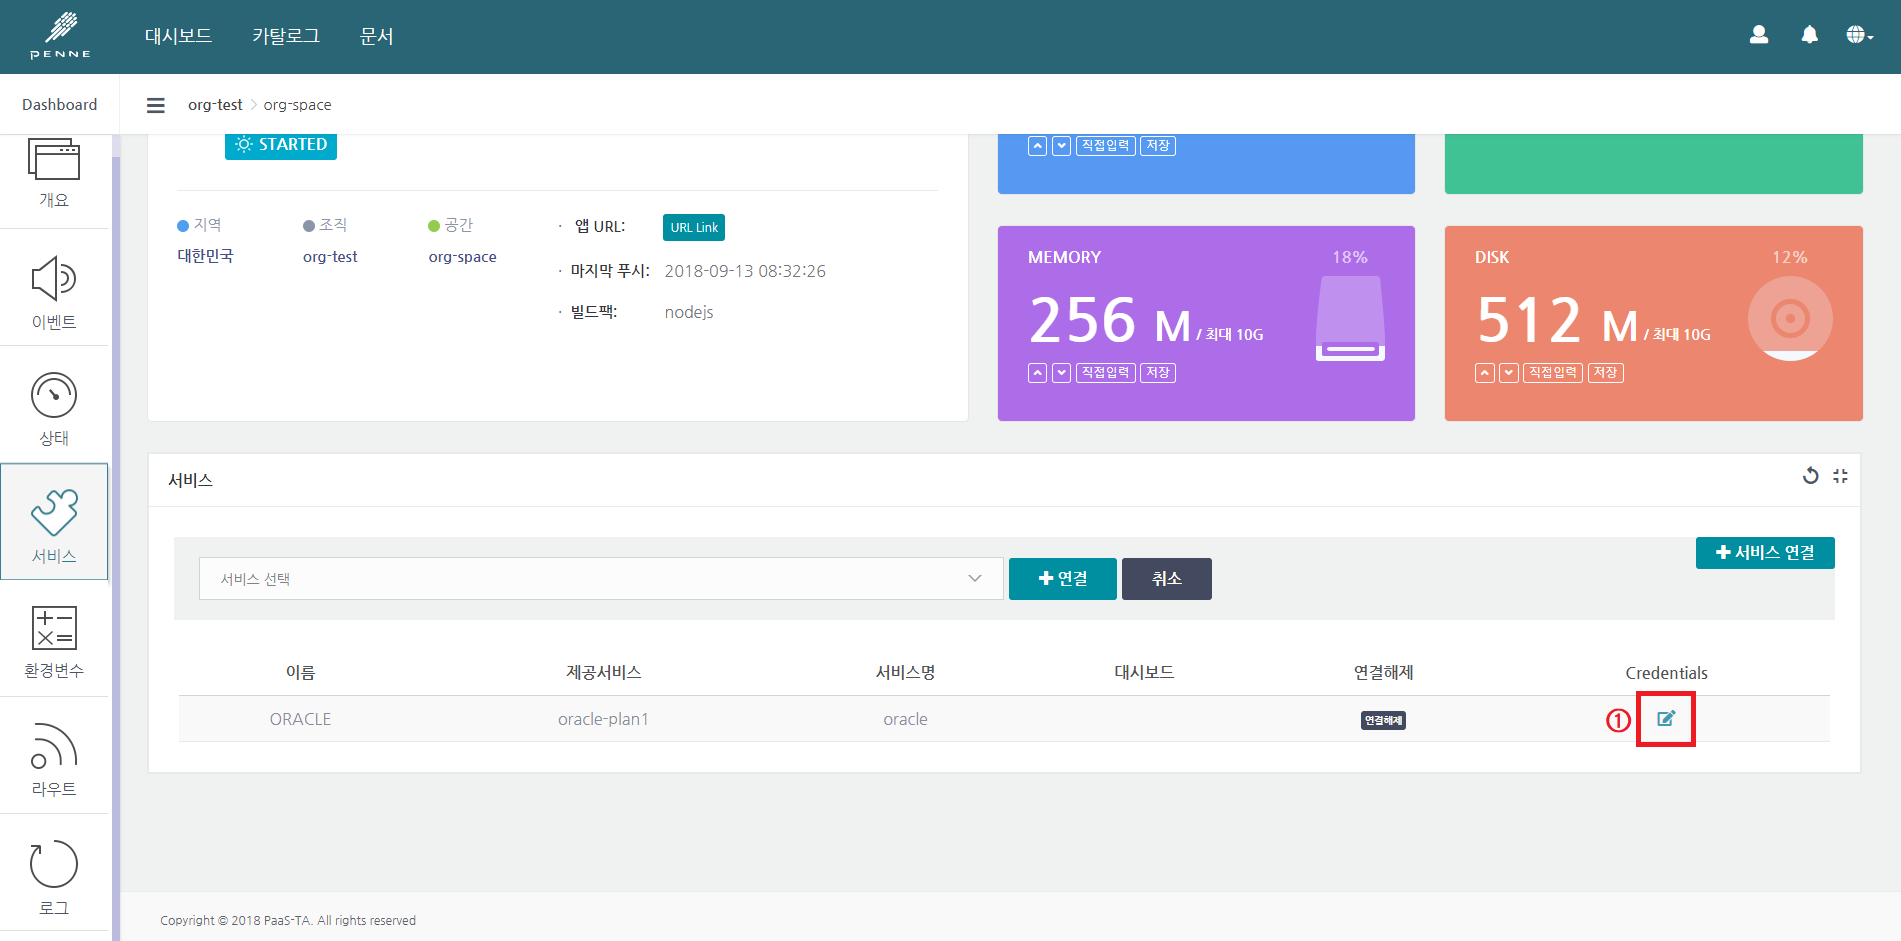 PENNE
대시보드 카탈로그 문서
Dashboard
org-test > org-space
개요
이벤트
상태
서비스
환경변수
라우트
로그
STARTED
지역 조직 공간
대한민국 org-test org-space
· 앱 URL: URL Link
· 마지막 푸시: 2018-09-13 08:32:26
· 빌드팩: nodejs
직접입력 저장
MEMORY 18%
256 M / 최대 10G
직접입력 저장
DISK 12%
512 M / 최대 10G
직접입력 저장
서비스
서비스 연결
서비스 선택 연결 취소
이름 제공서비스 서비스명 대시보드 연결해제 Credentials
ORACLE oracle-plan1 oracle 연결해제 ①
Copyright © 2018 PaaS-TA. All rights reserved